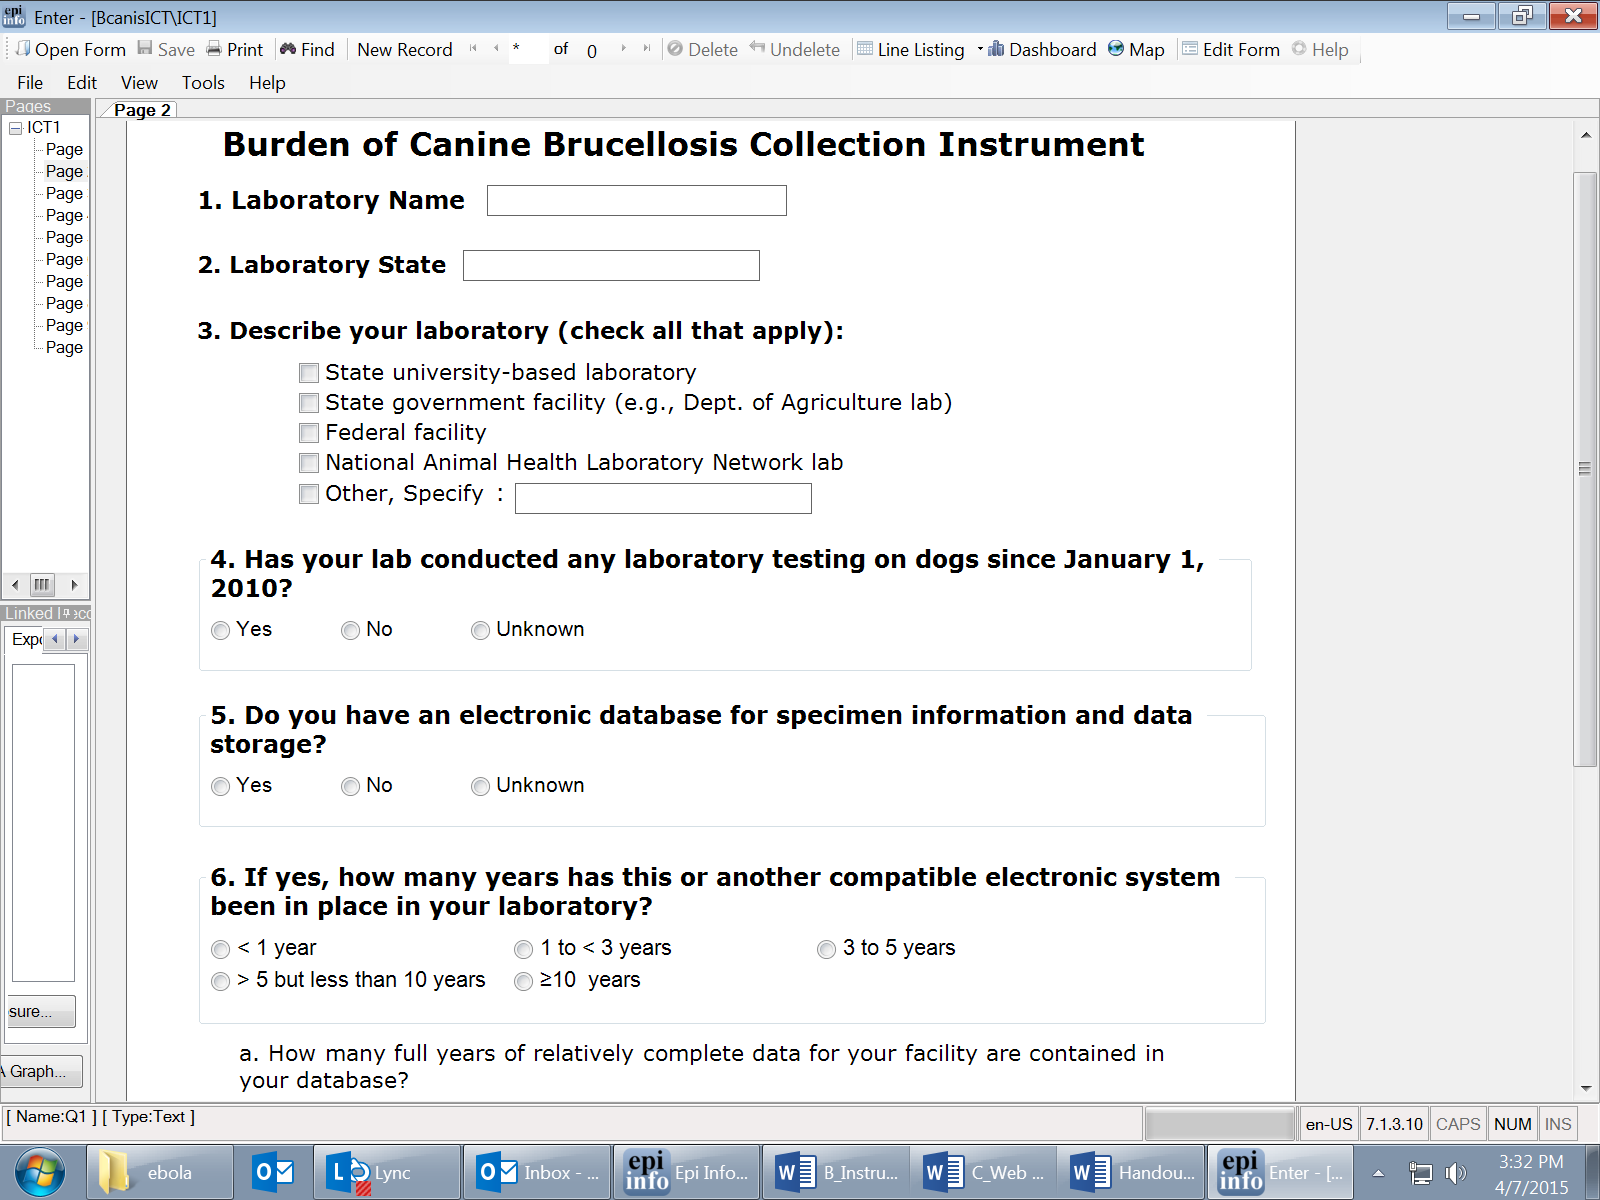 epi info Enter - [BcanisICT\ICT1]
Open Form Save Print Find New Record * of 0 Delete Undelete Line Listing Dashboard Map Edit Form Help
File Edit View Tools Help
Pages
Page 2
ICT1
Page
Page
Page
Page
Page
Page
Page
Page
Page
Page
Burden of Canine Brucellosis Collection Instrument
1. Laboratory Name
2. Laboratory State
3. Describe your laboratory (check all that apply):
State university-based laboratory
State government facility (e.g., Dept. of Agriculture lab)
Federal facility
National Animal Health Laboratory Network lab
Other, Specify :
4. Has your lab conducted any laboratory testing on dogs since January 1,
2010?
Yes No Unknown
5. Do you have an electronic database for specimen information and data
storage?
Yes No Unknown
6. If yes, how many years has this or another compatible electronic system
been in place in your laboratory?
< 1 year 1 to < 3 years 3 to 5 years
> 5 but less than 10 years ≥10 years
a. How many full years of relatively complete data for your facility are contained in
your database?
Linked
Expo
sure...
Graph...
[ Name:Q1 ] [ Type:Text ]
en-US 7.1.3.10 CAPS NUM INS
ebola Lync Inbox - ... epi info Epi Info... B_Instru... C_Web ... Handou... epi info Enter - [...
3:32 PM
4/7/2015